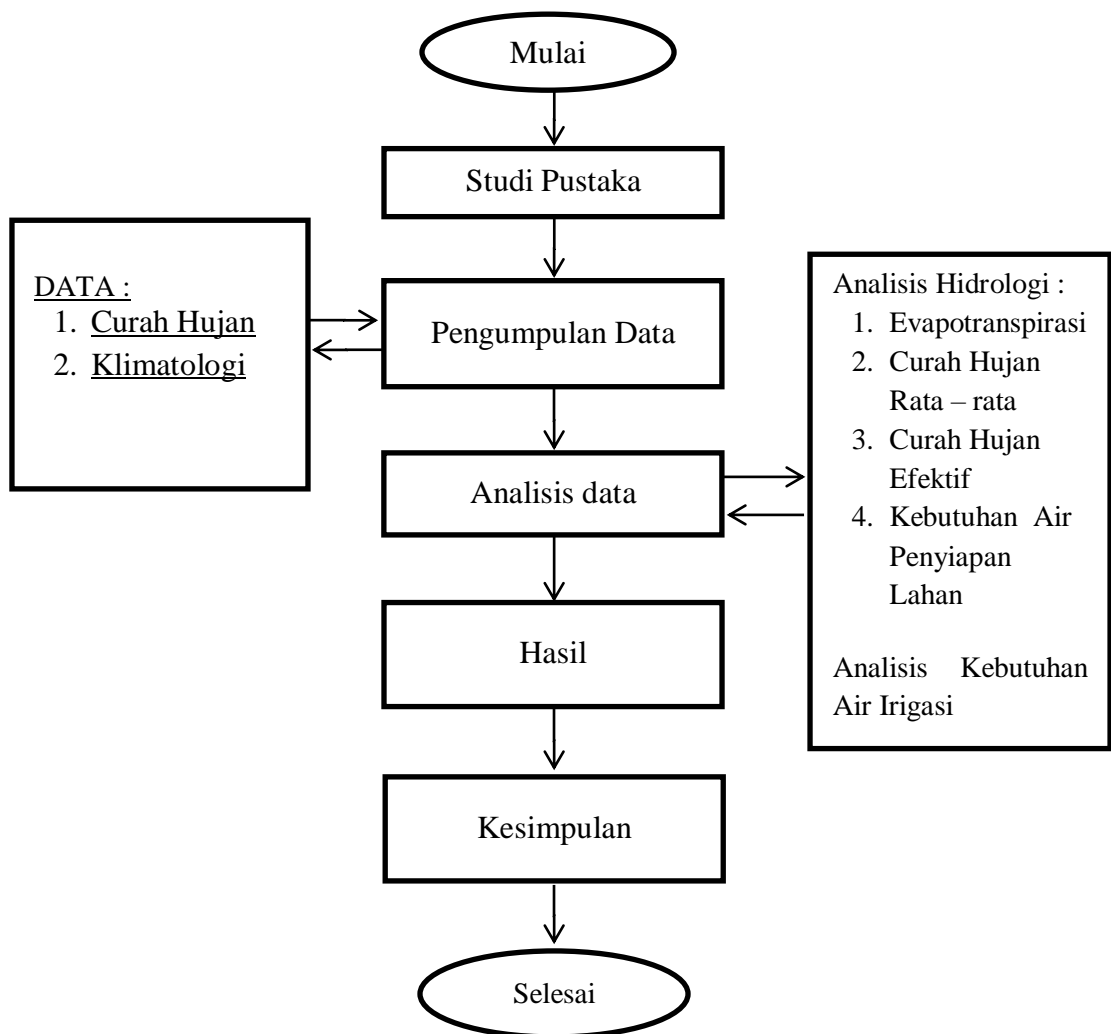 Mulai
Studi Pustaka
DATA :
1. Curah Hujan
2. Klimatologi
Pengumpulan Data
Analisis Hidrologi :
1. Evapotranspirasi
2. Curah Hujan
Rata – rata
3. Curah Hujan
Efektif
4. Kebutuhan Air
Penyiapan
Lahan
Analisis Kebutuhan
Air Irigasi
Analisis data
Hasil
Kesimpulan
Selesai